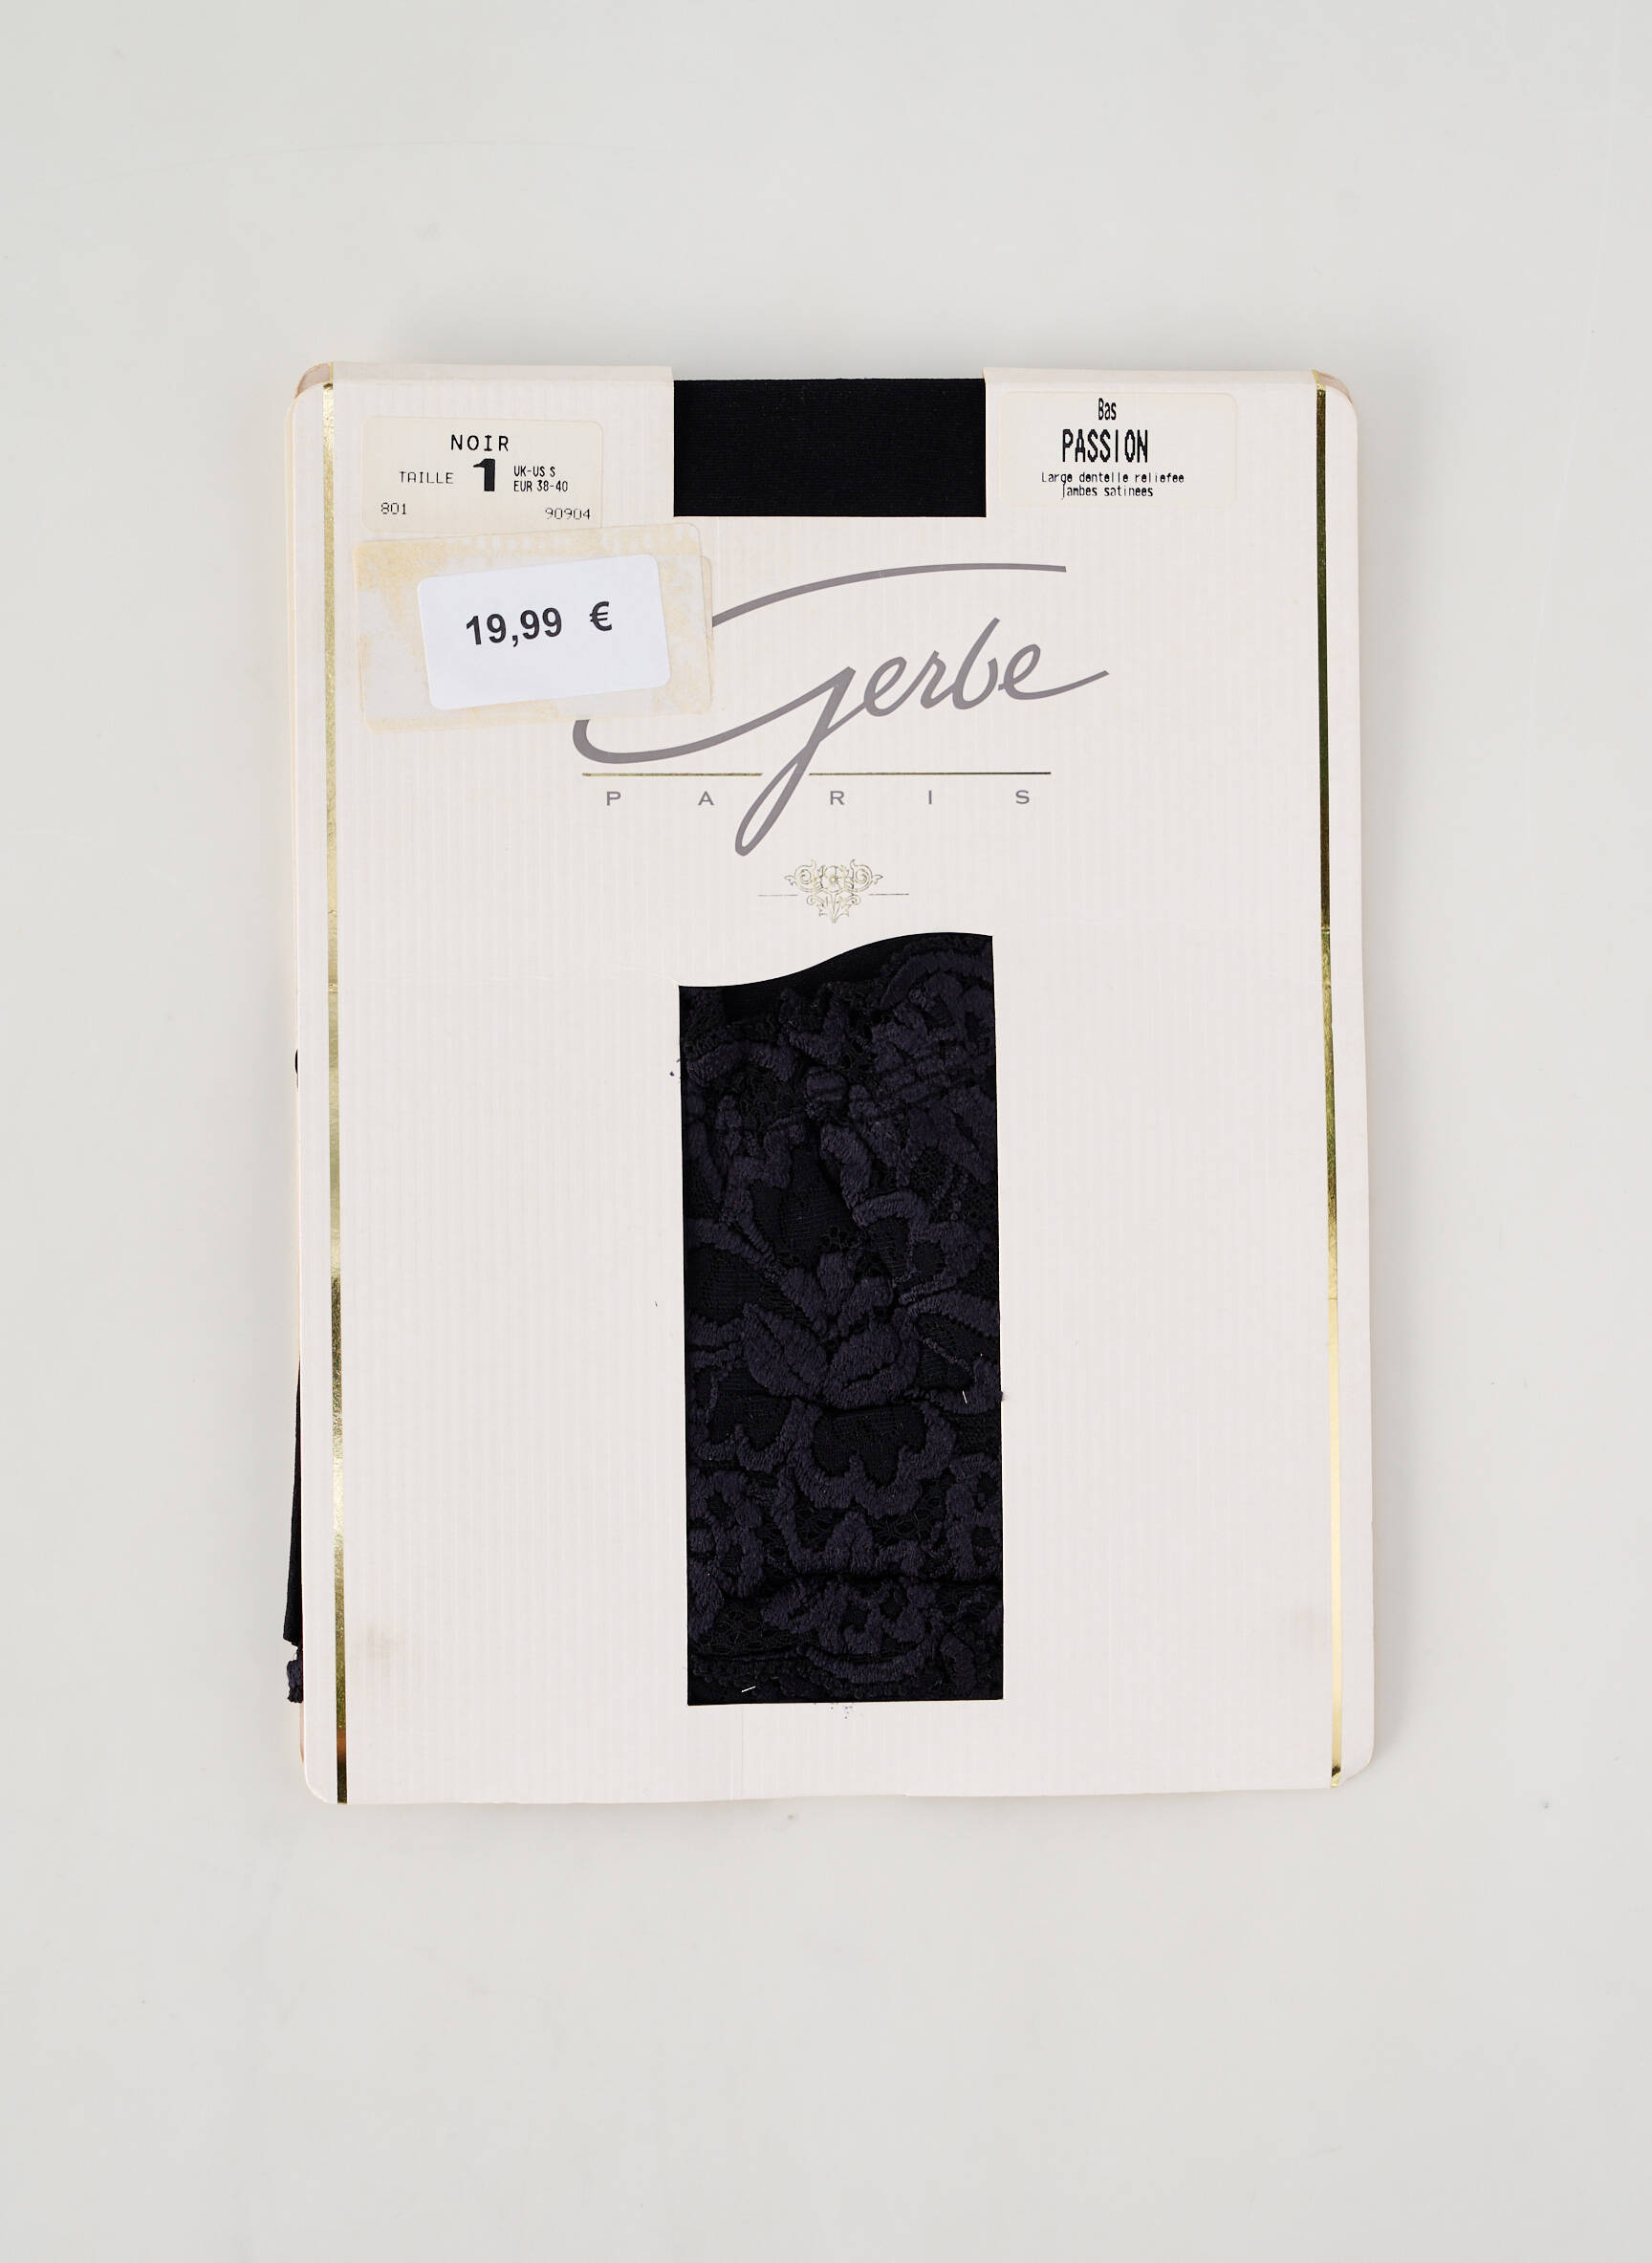 NOIR
TAILLE 1 UK-US S
EUR 38-40
801 90904
Bas
PASSION
Large dentelle reliefee
jambes satinees
19,99 €
Gerbe
PARIS